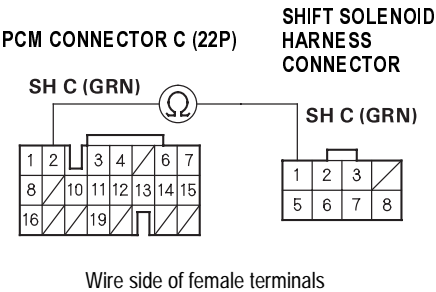 SHIFT SOLENOID
HARNESS
CONNECTOR
PCM CONNECTOR C (22P)
SH C (GRN)
Ω
SH C (GRN)
1 2 3 4 6 7
8 10 11 12 13 14 15
16 19
1 2 3
5 6 7 8
Wire side of female terminals